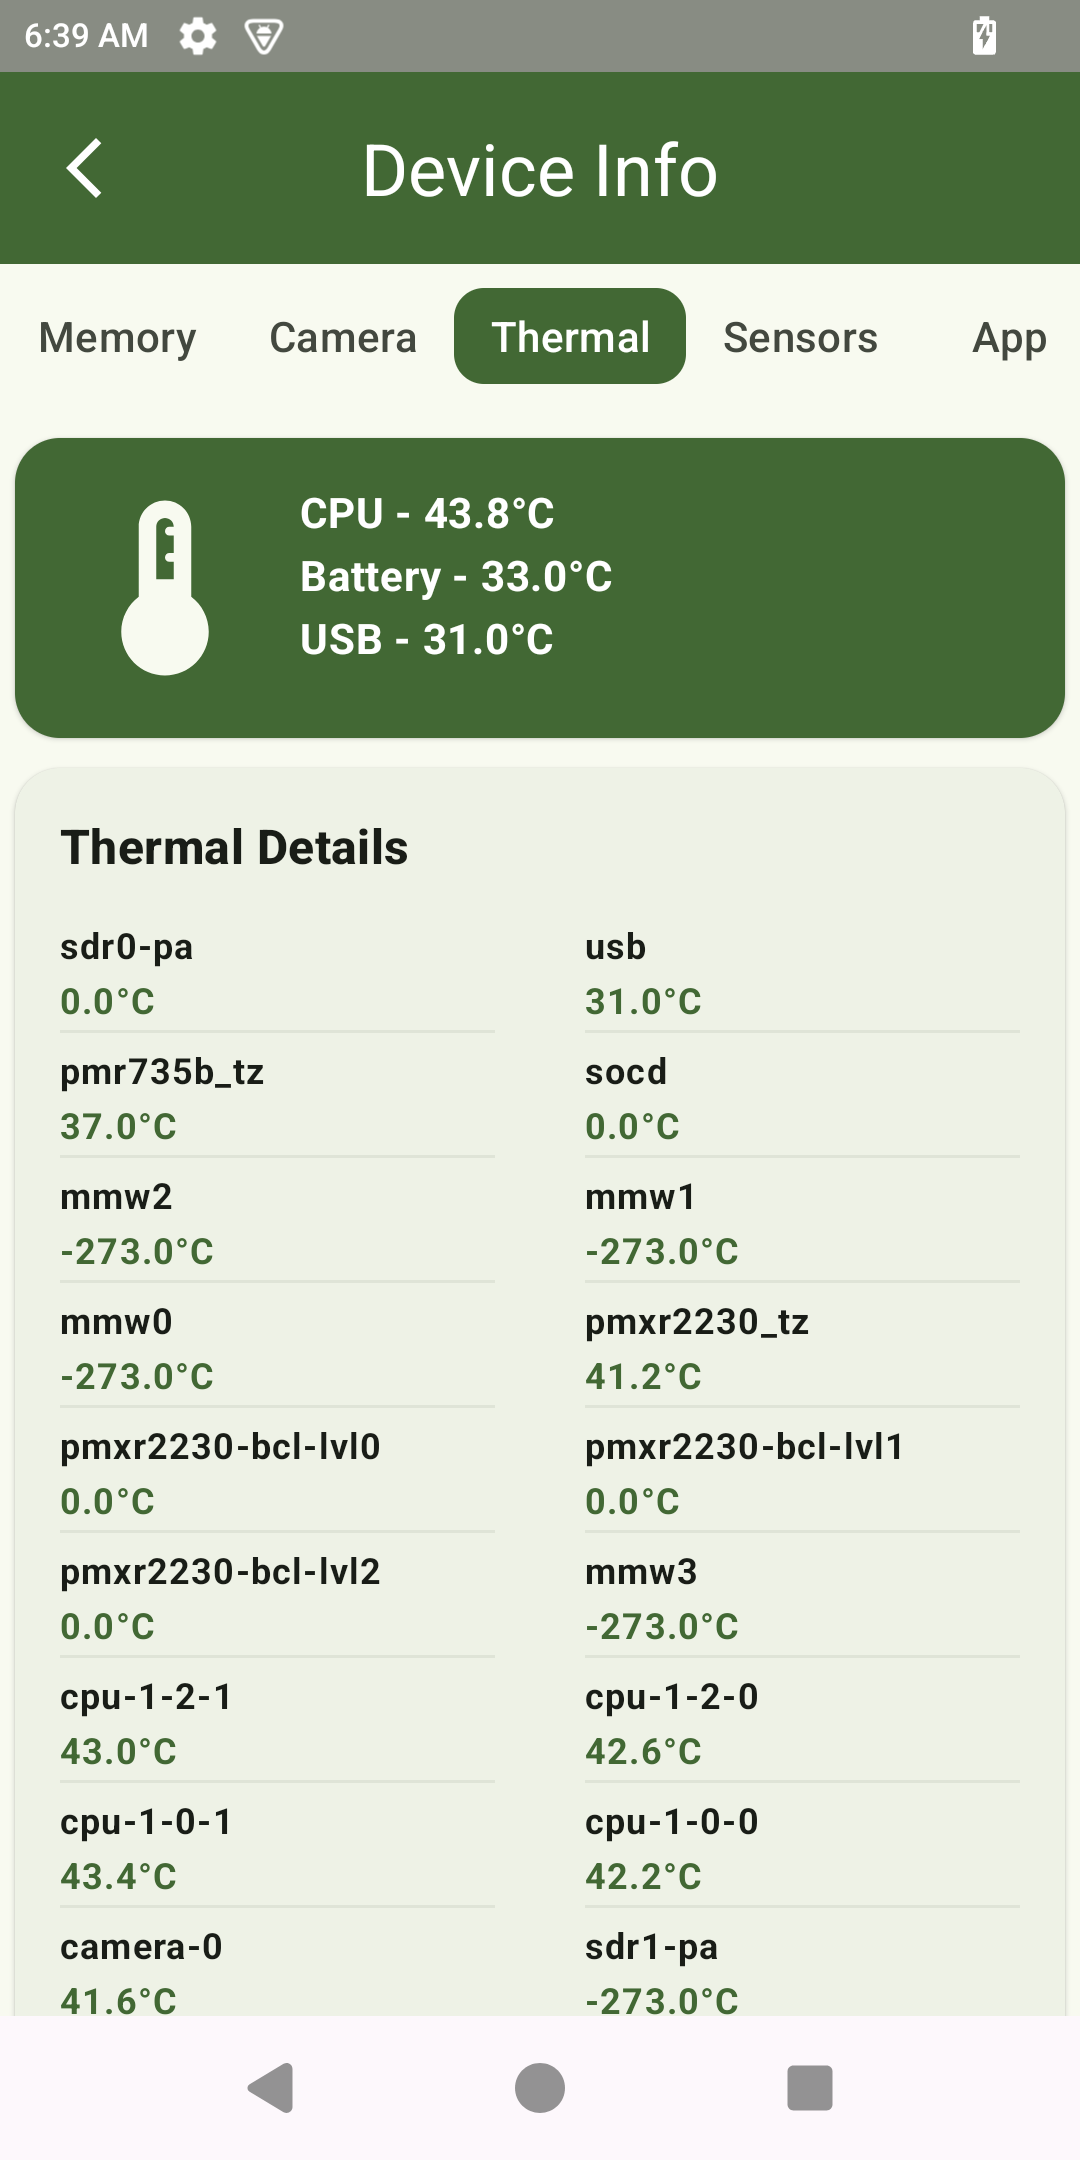 6:39 AM
Device Info
Memory Camera Thermal Sensors App
CPU - 43.8°C
Battery - 33.0°C
USB - 31.0°C
Thermal Details
sdr0-pa usb
0.0°C 31.0°C
pmr735b_tz socd
37.0°C 0.0°C
mmw2 mmw1
-273.0°C -273.0°C
mmw0 pmxr2230_tz
-273.0°C 41.2°C
pmxr2230-bcl-lvl0 pmxr2230-bcl-lvl1
0.0°C 0.0°C
pmxr2230-bcl-lvl2 mmw3
0.0°C -273.0°C
cpu-1-2-1 cpu-1-2-0
43.0°C 42.6°C
cpu-1-0-1 cpu-1-0-0
43.4°C 42.2°C
camera-0 sdr1-pa
41.6°C -273.0°C